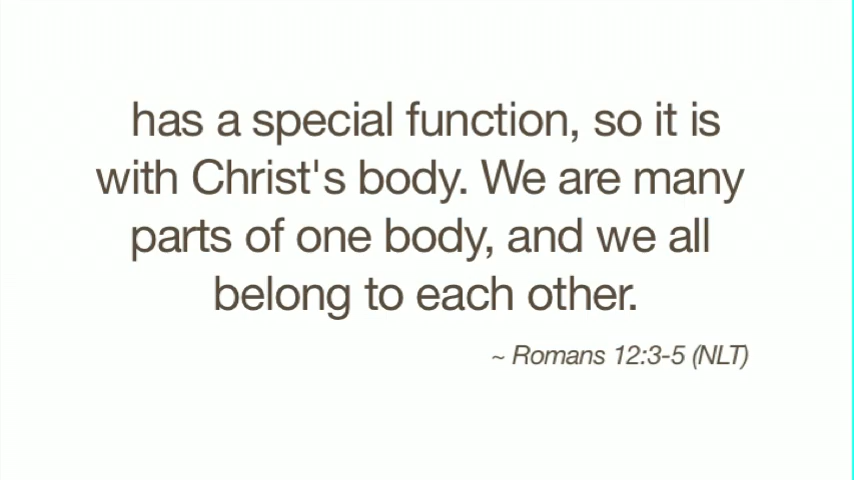 has a special function, so it is
with Christ's body. We are many
parts of one body, and we all
belong to each other.
~ Romans 12:3-5 (NLT)